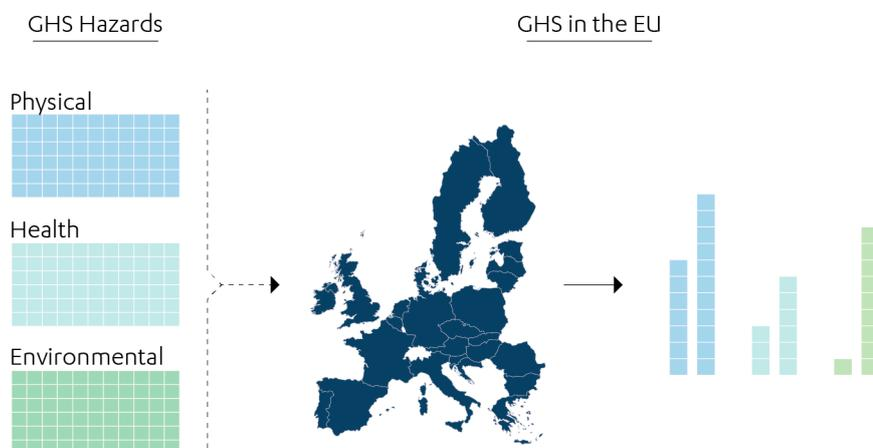 GHS Hazards
GHS in the EU
Physical
Health
Environmental